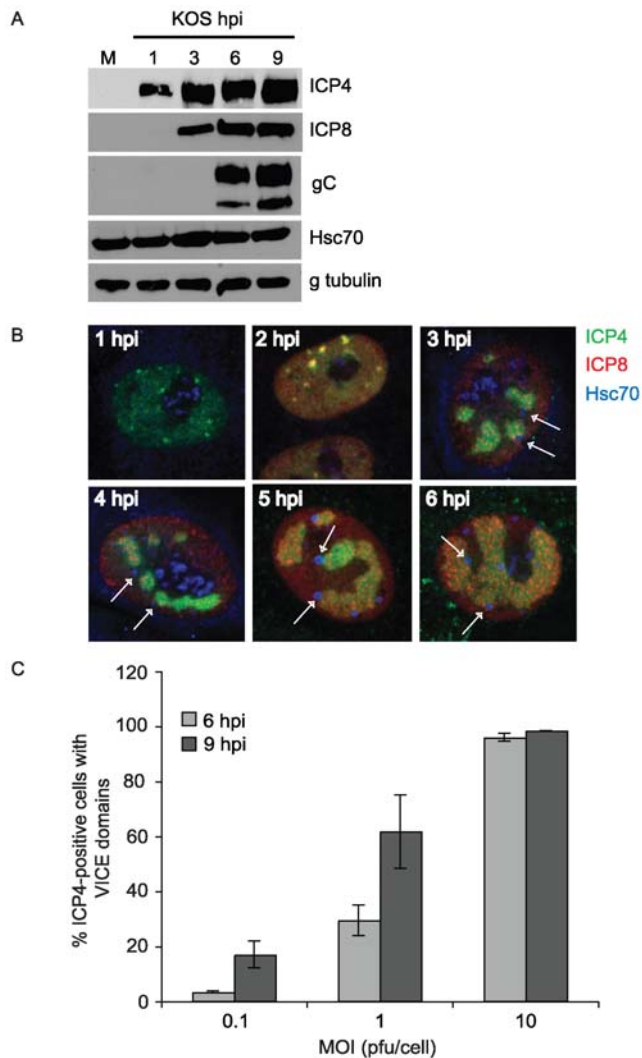 A
KOS hpi
M 1 3 6 9
ICP4
ICP8
gC
Hsc70
g tubulin
B
1 hpi
2 hpi
3 hpi
ICP4
ICP8
Hsc70
4 hpi
5 hpi
6 hpi
C
120
100
80
60
40
20
0
6 hpi
9 hpi
% ICP4-positive cells with
VICE domains
0.1 1 10
MOI (pfu/cell)